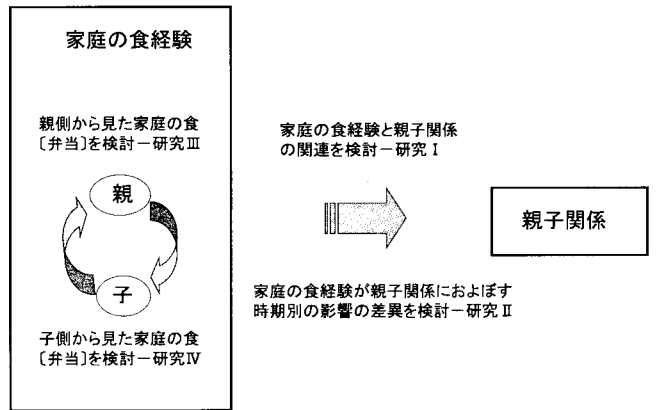 家庭の食経験
親側から見た家庭の食
〔弁当〕を検討－研究Ⅲ
親
子
子側から見た家庭の食
〔弁当〕を検討－研究Ⅳ
家庭の食経験と親子関係
の関連を検討－研究Ⅰ
家庭の食経験が親子関係におよぼす
時期別の影響の差異を検討－研究Ⅱ
親子関係